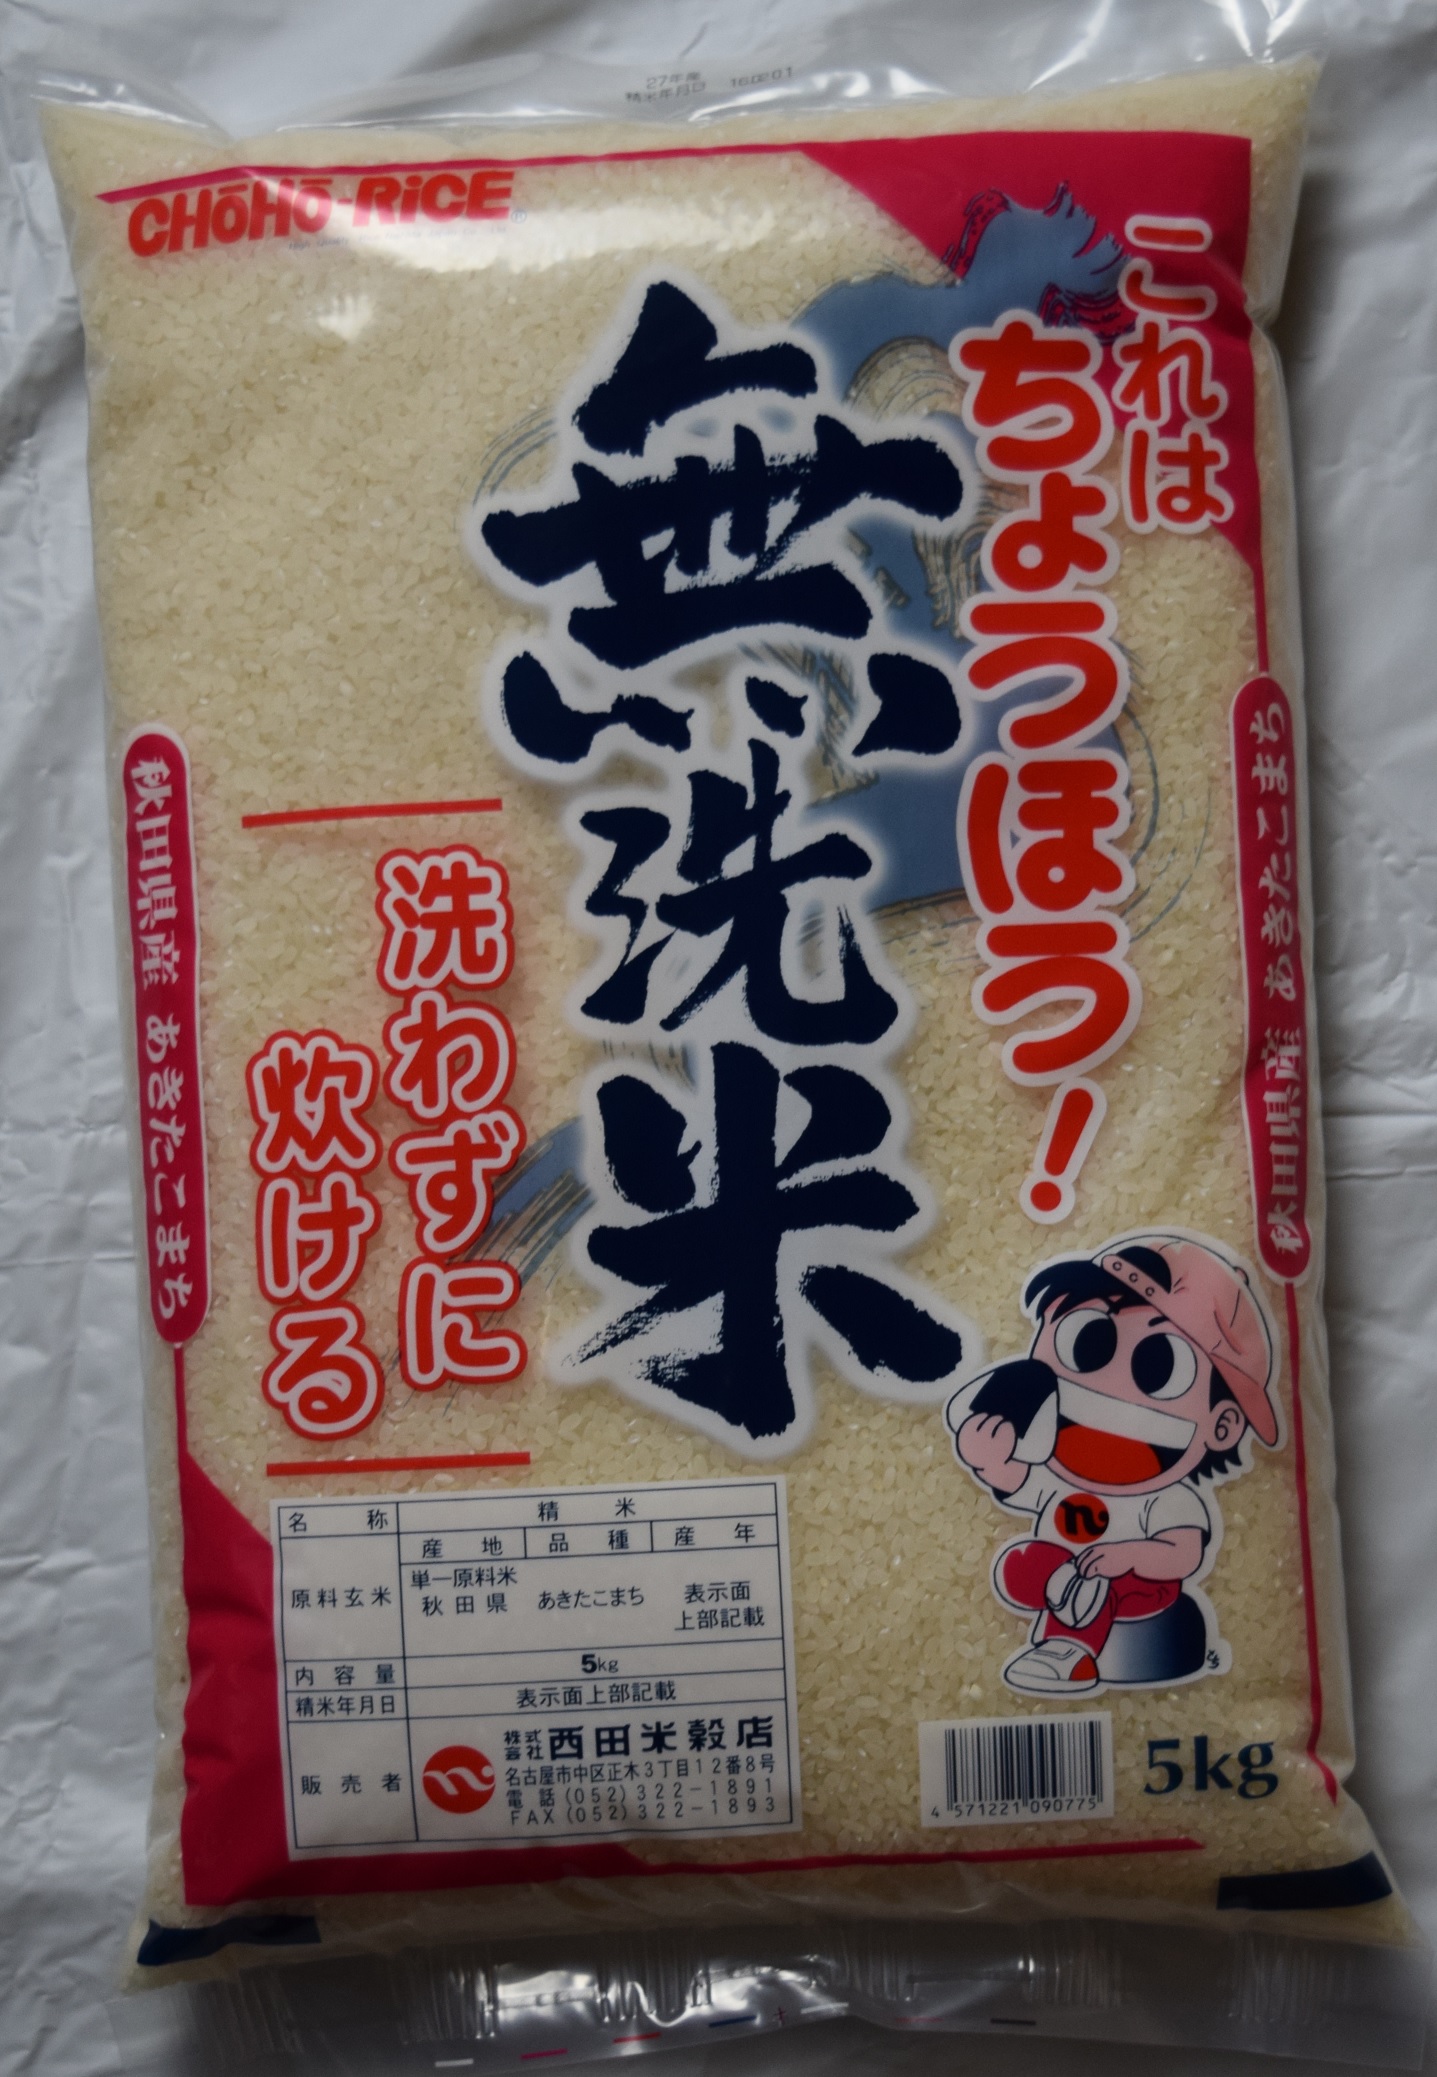 27年産
精米年月日 160201
CHōHō-RiCE®
これは
ちょうほう!
無洗米
洗わずに
炊ける
秋田県産 あきたこまち
秋田県産 あきたこまち
名称 精米
産地 品種 産年
原料玄米 単一原料米 秋田県 あきたこまち 表示面上部記載
内容量 5kg
精米年月日 表示面上部記載
販売者 株式会社 西田米穀店
名古屋市中区正木3丁目12番8号
電話(052)322-1891
FAX(052)322-1893
4 571221 090775
5kg